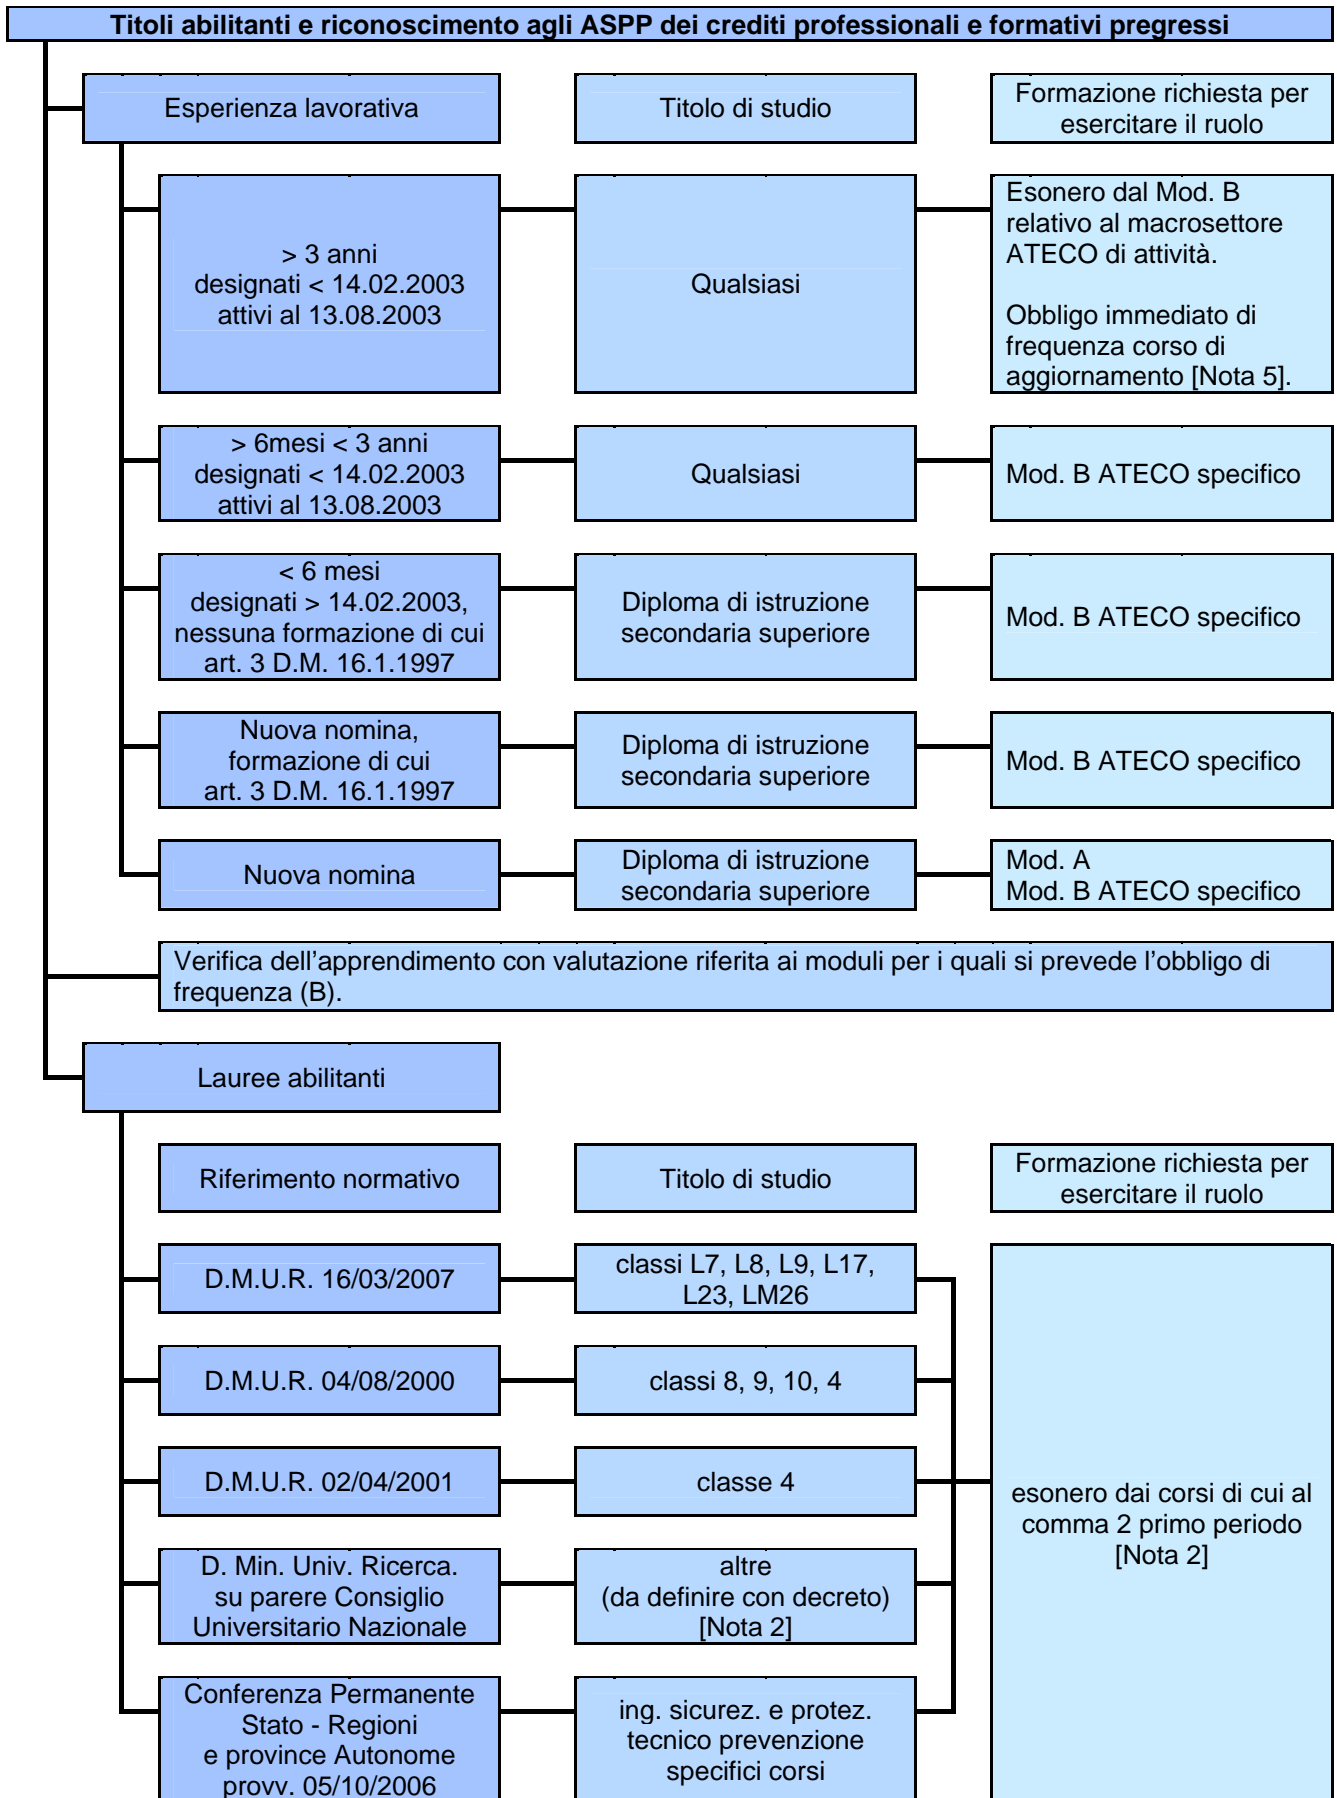 Titoli abilitanti e riconoscimento agli ASPP dei crediti professionali e formativi pregressi
Esperienza lavorativa
Titolo di studio
Formazione richiesta per
esercitare il ruolo
> 3 anni
designati < 14.02.2003
attivi al 13.08.2003
Qualsiasi
Esonero dal Mod. B
relativo al macrosettore
ATECO di attività.
Obbligo immediato di
frequenza corso di
aggiornamento [Nota 5].
> 6mesi < 3 anni
designati < 14.02.2003
attivi al 13.08.2003
Qualsiasi
Mod. B ATECO specifico
< 6 mesi
designati > 14.02.2003,
nessuna formazione di cui
art. 3 D.M. 16.1.1997
Diploma di istruzione
secondaria superiore
Mod. B ATECO specifico
Nuova nomina,
formazione di cui
art. 3 D.M. 16.1.1997
Diploma di istruzione
secondaria superiore
Mod. B ATECO specifico
Nuova nomina
Diploma di istruzione
secondaria superiore
Mod. A
Mod. B ATECO specifico
Verifica dell’apprendimento con valutazione riferita ai moduli per i quali si prevede l’obbligo di
frequenza (B).
Lauree abilitanti
Riferimento normativo
Titolo di studio
Formazione richiesta per
esercitare il ruolo
D.M.U.R. 16/03/2007
classi L7, L8, L9, L17,
L23, LM26
D.M.U.R. 04/08/2000
classi 8, 9, 10, 4
D.M.U.R. 02/04/2001
classe 4
esonero dai corsi di cui al
comma 2 primo periodo
[Nota 2]
D. Min. Univ. Ricerca.
su parere Consiglio
Universitario Nazionale
altre
(da definire con decreto)
[Nota 2]
Conferenza Permanente
Stato - Regioni
e province Autonome
provv. 05/10/2006
ing. sicurez. e protez.
tecnico prevenzione
specifici corsi